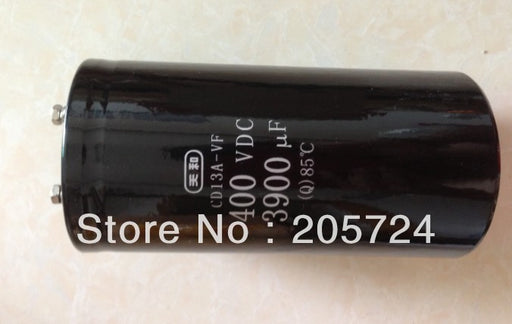 天和
CD13A-VF
400 VDC
3900 μF
(Q)85℃
Store No : 205724